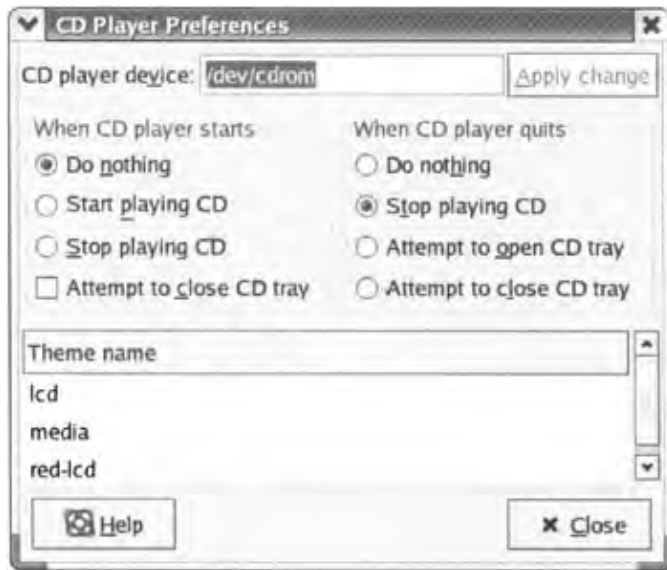 CD Player Preferences
CD player device: /dev/cdrom Apply change
When CD player starts
Do nothing
Start playing CD
Stop playing CD
Attempt to close CD tray
When CD player quits
Do nothing
Stop playing CD
Attempt to open CD tray
Attempt to close CD tray
Theme name
lcd
media
red-lcd
Help
Close